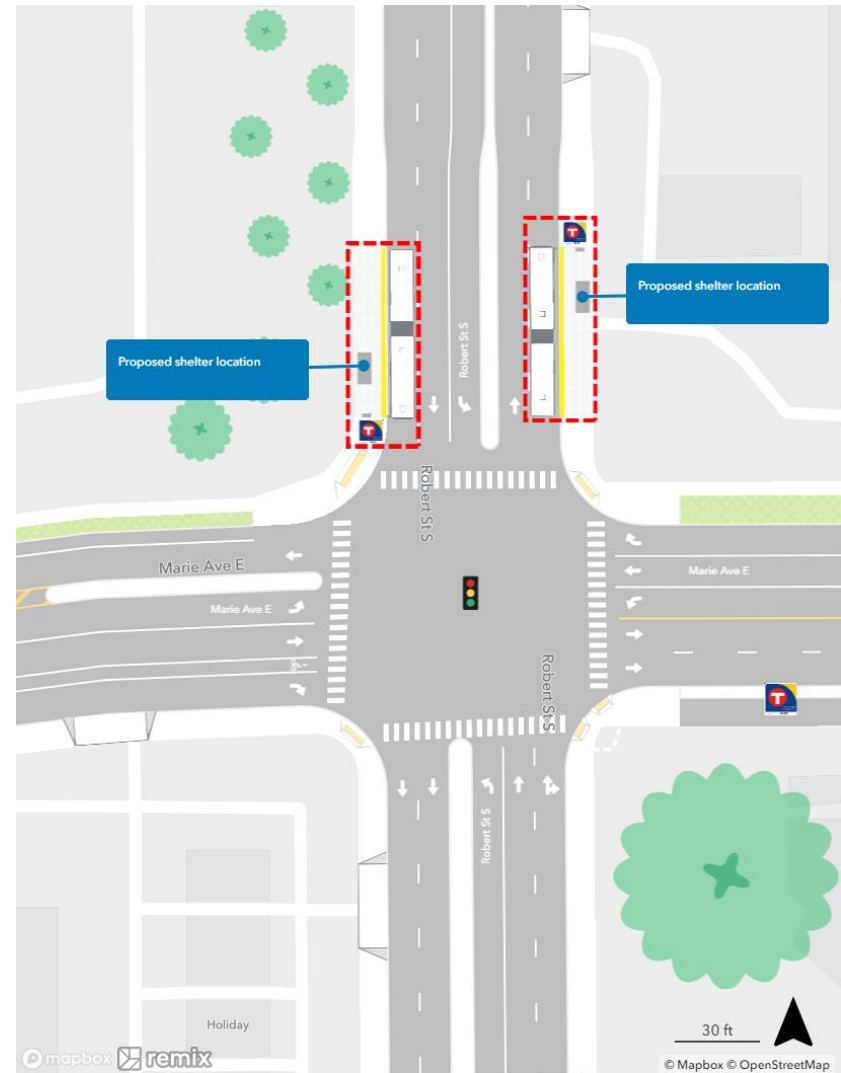 Proposed shelter location
Robert St S
Proposed shelter location
Robert St S
Marie Ave E
Marie Ave E
Marie Ave E
Robert St S
Robert St S
Holiday
30 ft
mapbox remix
© Mapbox © OpenStreetMap